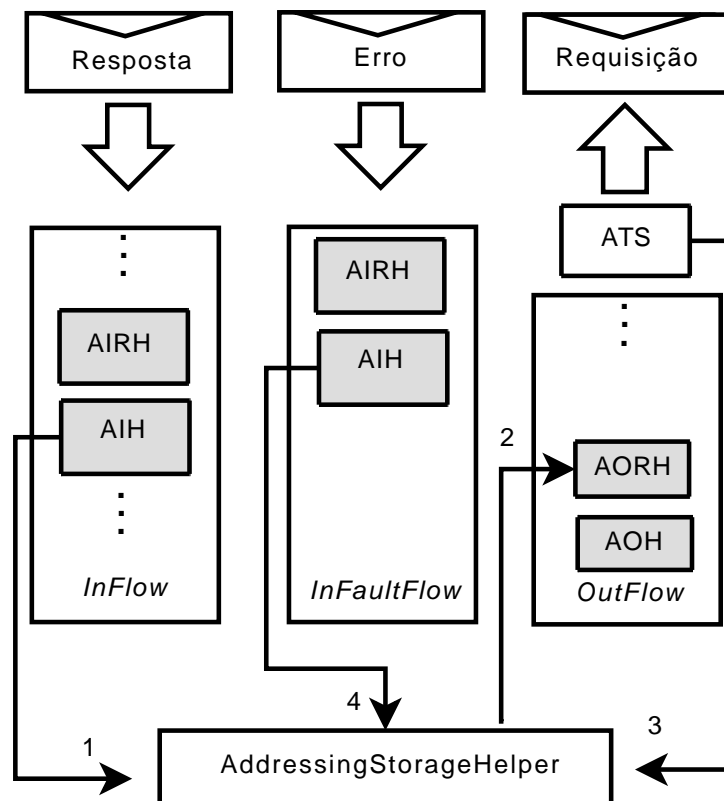 Resposta
Erro
Requisição
ATS
AIRH
AIRH
AIH
AIH
2
AORH
AOH
InFlow
InFaultFlow
OutFlow
4
1
3
AddressingStorageHelper